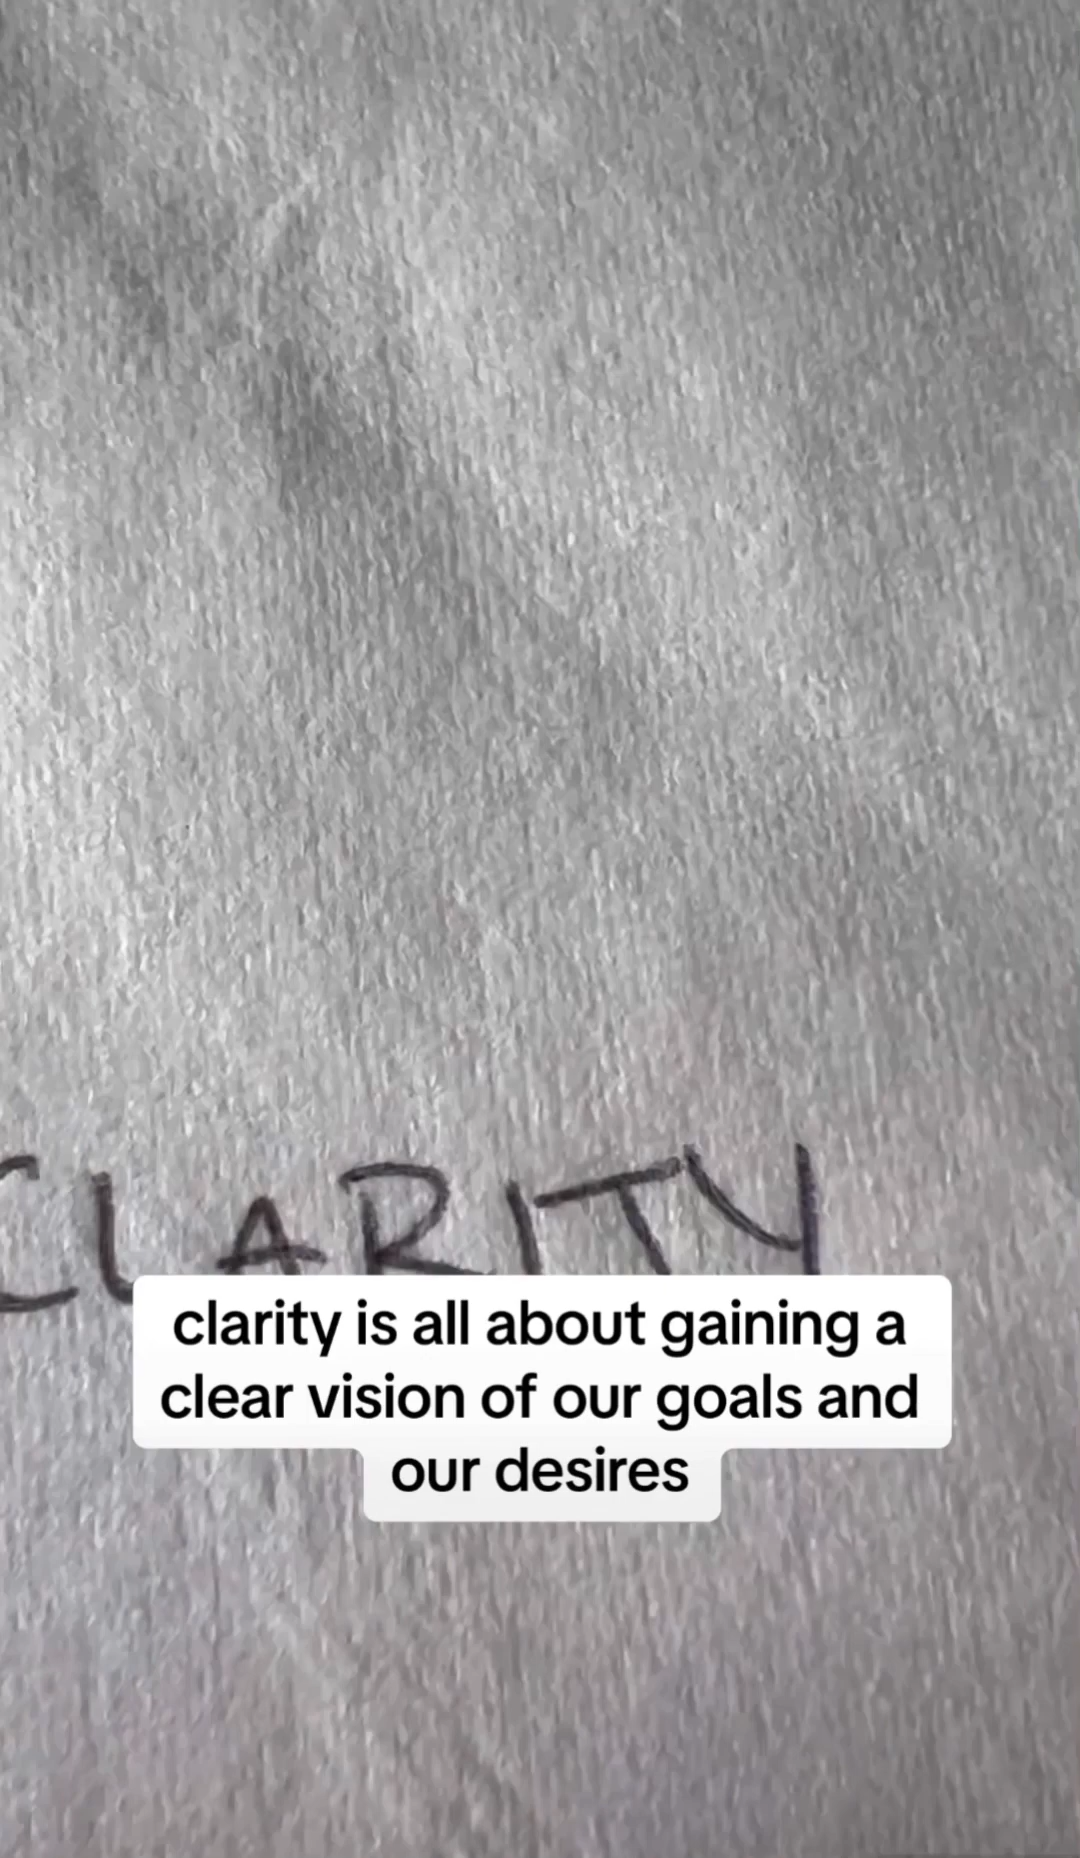 CLARITY
clarity is all about gaining a
clear vision of our goals and
our desires